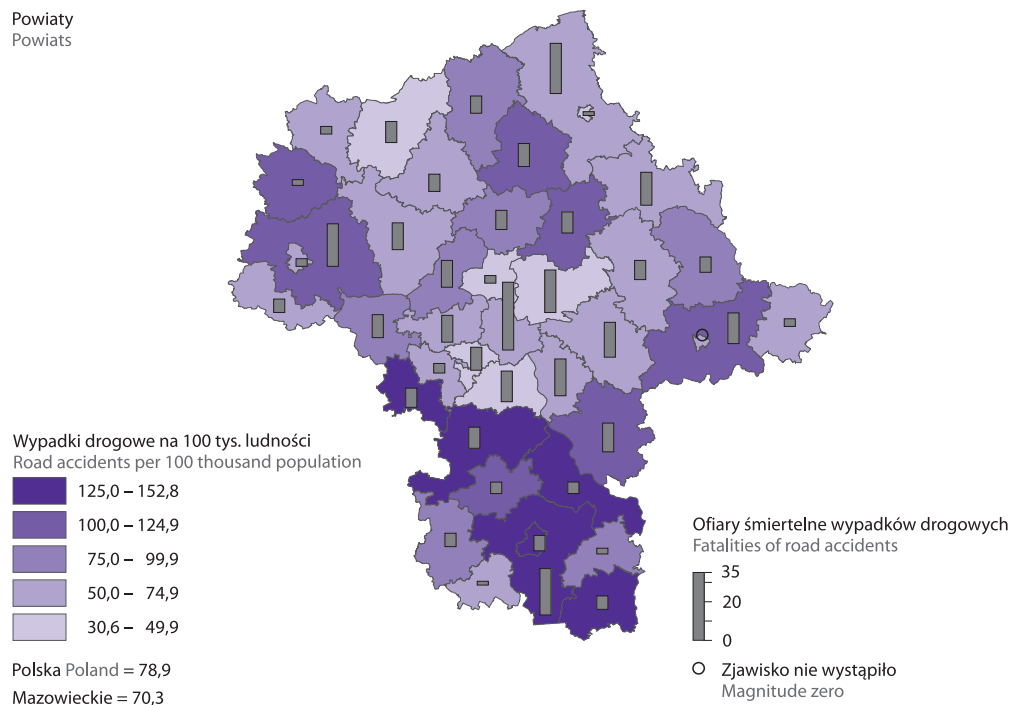 Powiaty
Powiats
Wypadki drogowe na 100 tys. ludności
Road accidents per 100 thousand population
125,0 – 152,8
100,0 – 124,9
75,0 – 99,9
50,0 – 74,9
30,6 – 49,9
Polska Poland = 78,9
Mazowieckie = 70,3
Ofiary śmiertelne wypadków drogowych
Fatalities of road accidents
35
20
0
Zjawisko nie wystąpiło
Magnitude zero